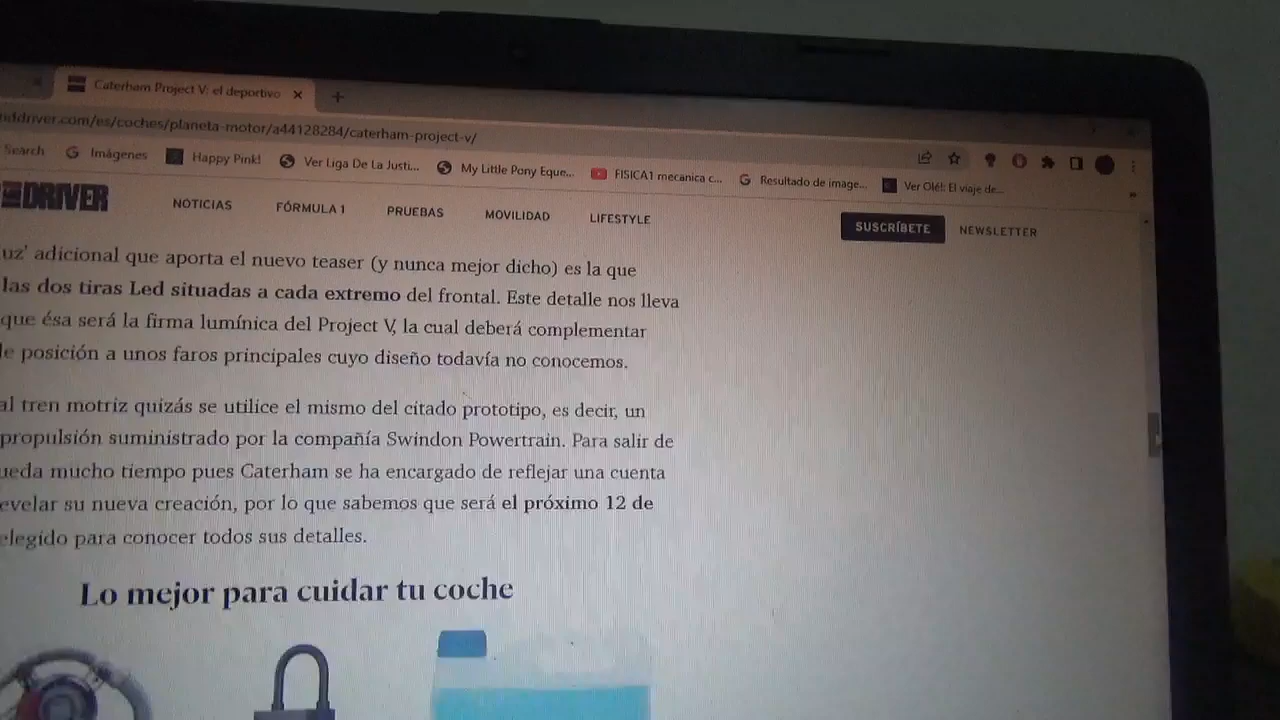 Caterham Project V: el deportivo
driver.com/es/coches/planeta-motor/a44128284/caterham-project-v/
Search Imágenes Happy Pink! Ver Liga De La Justi... My Little Pony Eque... FISICA1 mecanica c... Resultado de image... Ver Olé!: El viaje de...
DRIVER NOTICIAS FÓRMULA 1 PRUEBAS MOVILIDAD LIFESTYLE SUSCRÍBETE NEWSLETTER
uz' adicional que aporta el nuevo teaser (y nunca mejor dicho) es la que
las dos tiras Led situadas a cada extremo del frontal. Este detalle nos lleva
que ésa será la firma lumínica del Project V, la cual deberá complementar
le posición a unos faros principales cuyo diseño todavía no conocemos.
al tren motriz quizás se utilice el mismo del citado prototipo, es decir, un
propulsión suministrado por la compañía Swindon Powertrain. Para salir de
ueda mucho tiempo pues Caterham se ha encargado de reflejar una cuenta
evelar su nueva creación, por lo que sabemos que será el próximo 12 de
elegido para conocer todos sus detalles.
Lo mejor para cuidar tu coche